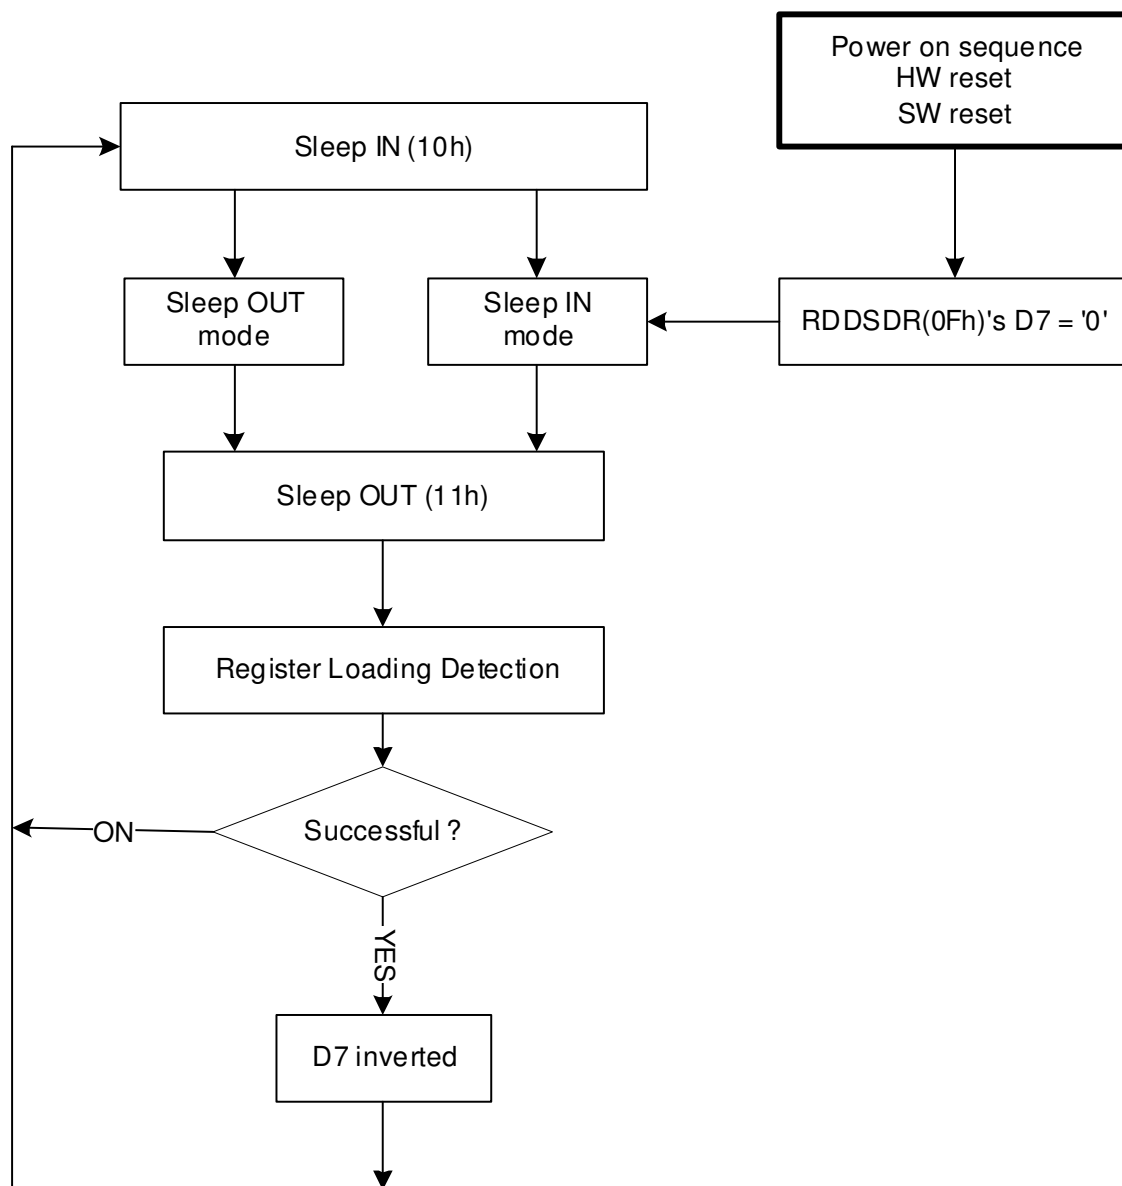 Power on sequence
HW reset
SW reset
Sleep IN (10h)
Sleep OUT
mode
Sleep IN
mode
RDDSDR(0Fh)'s D7 = '0'
Sleep OUT (11h)
Register Loading Detection
Successful ?
ON
YES
D7 inverted